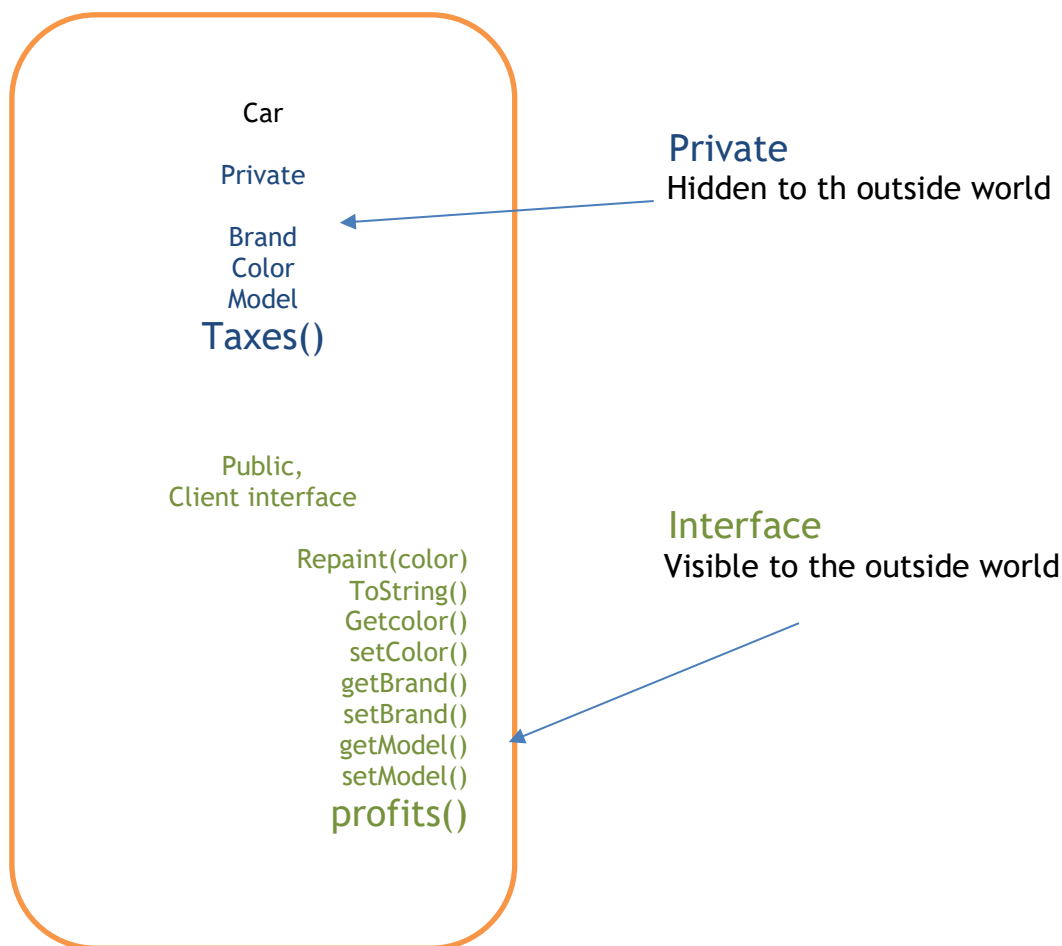 Car
Private
Brand
Color
Model
Taxes()
Public,
Client interface
Repaint(color)
ToString()
Getcolor()
setColor()
getBrand()
setBrand()
getModel()
setModel()
profits()
Private
Hidden to th outside world
Interface
Visible to the outside world